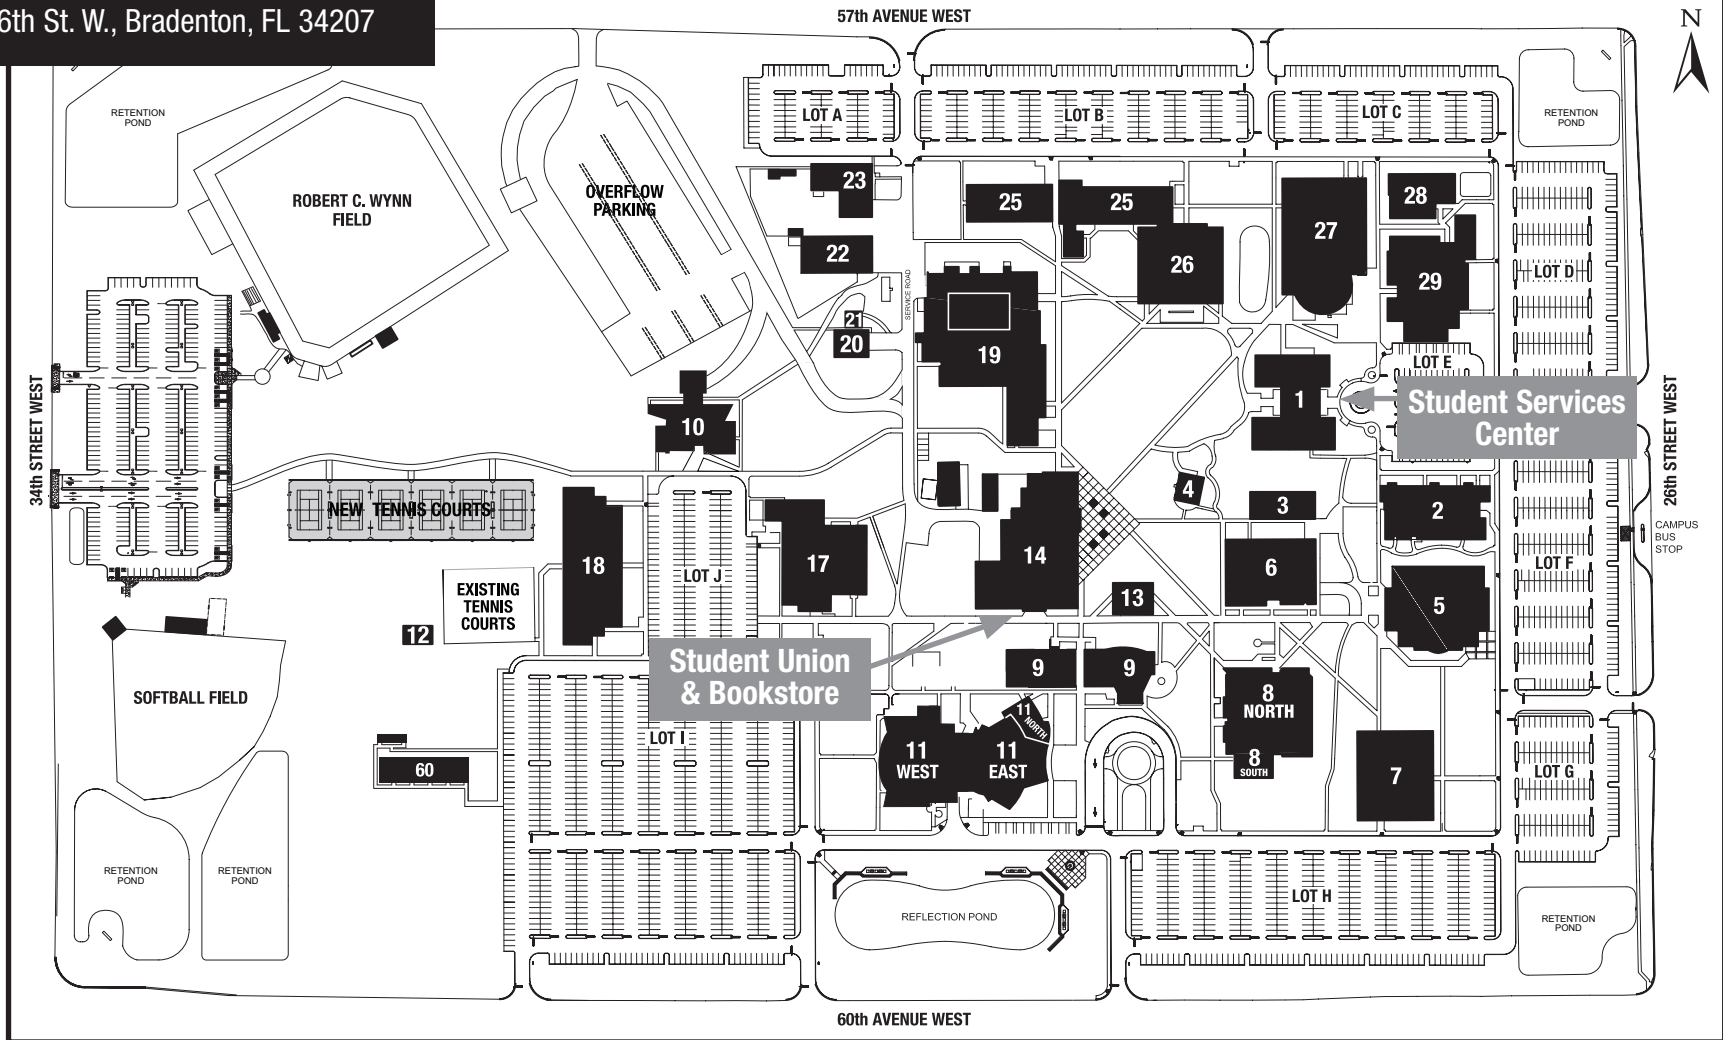 6th St. W., Bradenton, FL 34207
57th AVENUE WEST
N
RETENTION
POND
LOT A
LOT B
LOT C
RETENTION
POND
ROBERT C. WYNN
FIELD
OVERFLOW
PARKING
23
25
25
28
27
22
26
29
LOT D
SERVICE ROAD
21
20
19
LOT E
34th STREET WEST
10
1
Student Services
Center
26th STREET WEST
NEW TENNIS COURTS
4
3
2
CAMPUS
BUS
STOP
18
LOT J
17
14
6
LOT F
EXISTING
TENNIS
COURTS
13
5
12
Student Union
& Bookstore
9
9
SOFTBALL FIELD
8
NORTH
11
NORTH
LOT I
11
WEST
11
EAST
8
SOUTH
60
7
LOT G
RETENTION
POND
RETENTION
POND
REFLECTION POND
LOT H
RETENTION
POND
60th AVENUE WEST